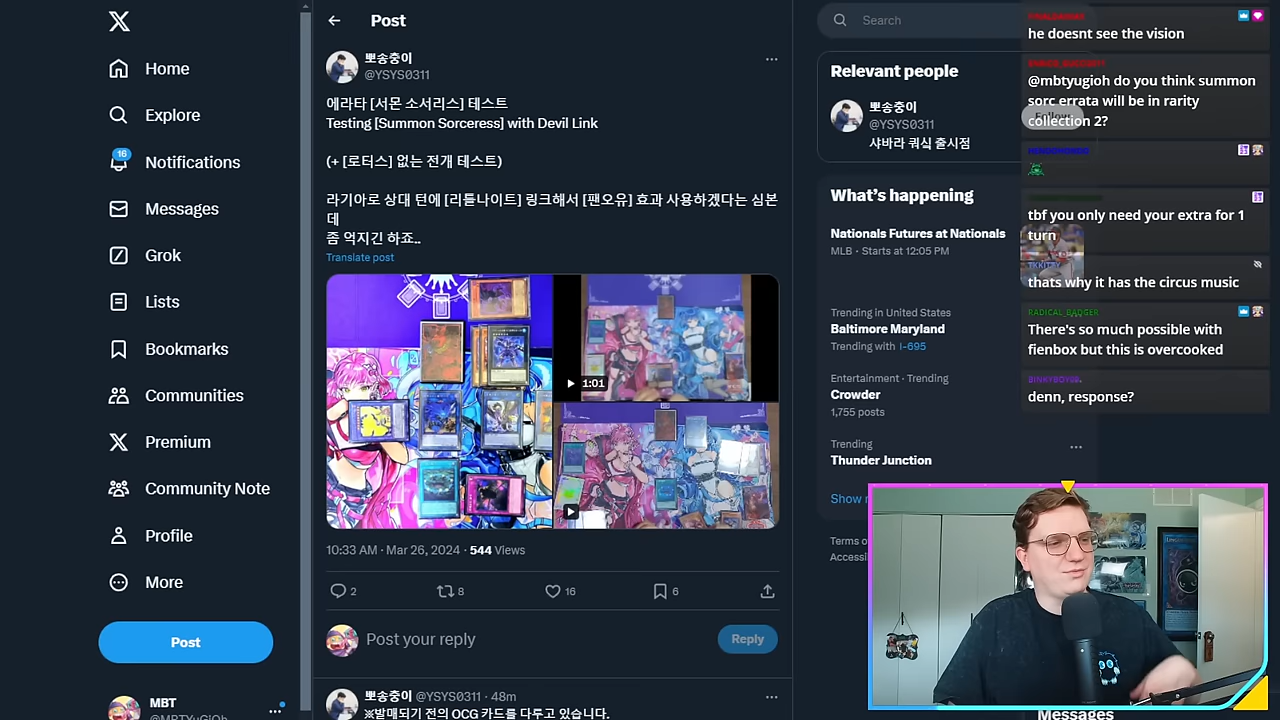 Home
Explore
16
Notifications
Messages
Grok
Lists
Bookmarks
Communities
Premium
Community Note
Profile
More
Post
MBT
Post
뽀송충이
@YSYS0311
에라타 [서몬 소서리스] 테스트
Testing [Summon Sorceress] with Devil Link
(+ [로터스] 없는 전개 테스트)
라기아로 상대 턴에 [리틀나이트] 링크해서 [팬오유] 효과 사용하겠다는 심본
데
좀 억지긴 하죠..
Translate post
1:01
10:33 AM · Mar 26, 2024 · 544 Views
2
8
16
6
Post your reply
Reply
뽀송충이 @YSYS0311 · 48m
※발매되기 전의 OCG 카드를 다루고 있습니다.
Search
Relevant people
뽀송충이
@YSYS0311
샤바라 쿼식 출시점
What's happening
Nationals Futures at Nationals
MLB · Starts at 12:05 PM
Trending in United States
Baltimore Maryland
Trending with I-695
Entertainment · Trending
Crowder
1,755 posts
Trending
Thunder Junction
Show
Terms o
Accessi
Messages
he doesnt see the vision
@mbtyugioh do you think summon
sorc errata will be in rarity
collection 2?
tbf you only need your extra for 1
turn
thats why it has the circus music
RADICAL_BADGER
There's so much possible with
fienbox but this is overcooked
denn, response?